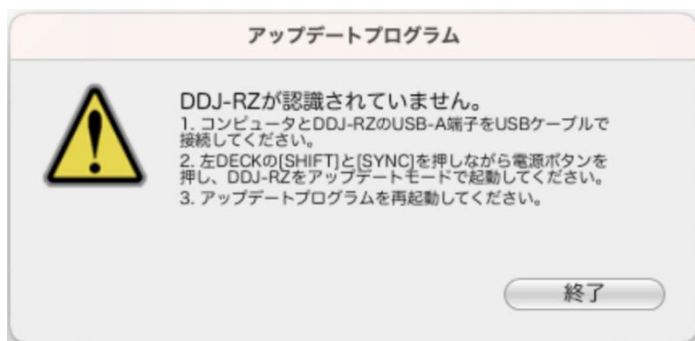 アップデートプログラム
DDJ-RZが認識されていません。
1. コンピュータとDDJ-RZのUSB-A端子をUSBケーブルで
接続してください。
2. 左DECKの[SHIFT]と[SYNC]を押しながら電源ボタンを
押し、DDJ-RZをアップデートモードで起動してください。
3. アップデートプログラムを再起動してください。
終了